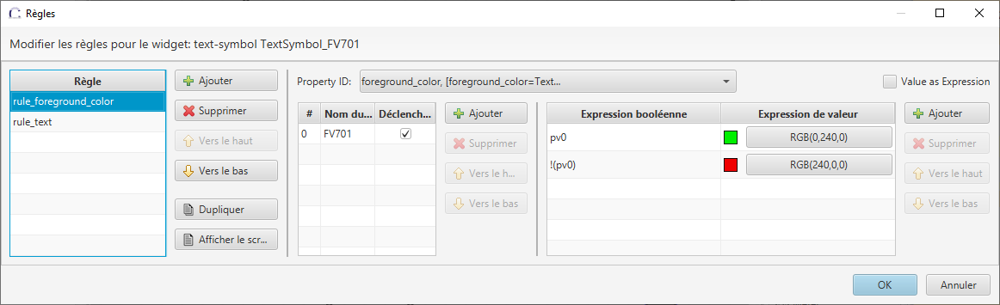 Règles
Modifier les règles pour le widget: text-symbol TextSymbol_FV701
Règle
rule_foreground_color
rule_text
Ajouter
Supprimer
Vers le haut
Vers le bas
Dupliquer
Afficher le scr...
Property ID:
foreground_color, [foreground_color=Text...
Value as Expression
# Nom du... Déclench...
0 FV701
Ajouter
Supprimer
Vers le h...
Vers le bas
Expression booléenne Expression de valeur
pv0 RGB(0,240,0)
!(pv0) RGB(240,0,0)
Ajouter
Supprimer
Vers le haut
Vers le bas
OK
Annuler